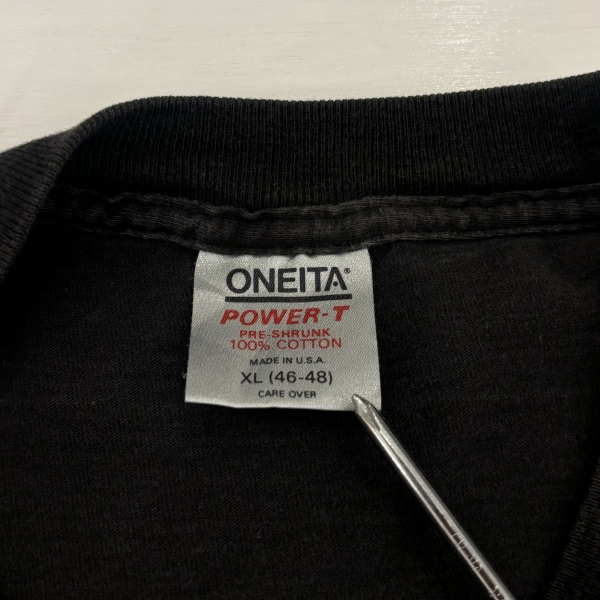 ONEITA®
POWER-T
PRE-SHRUNK
100% COTTON
MADE IN U.S.A.
XL (46-48)
CARE OVER